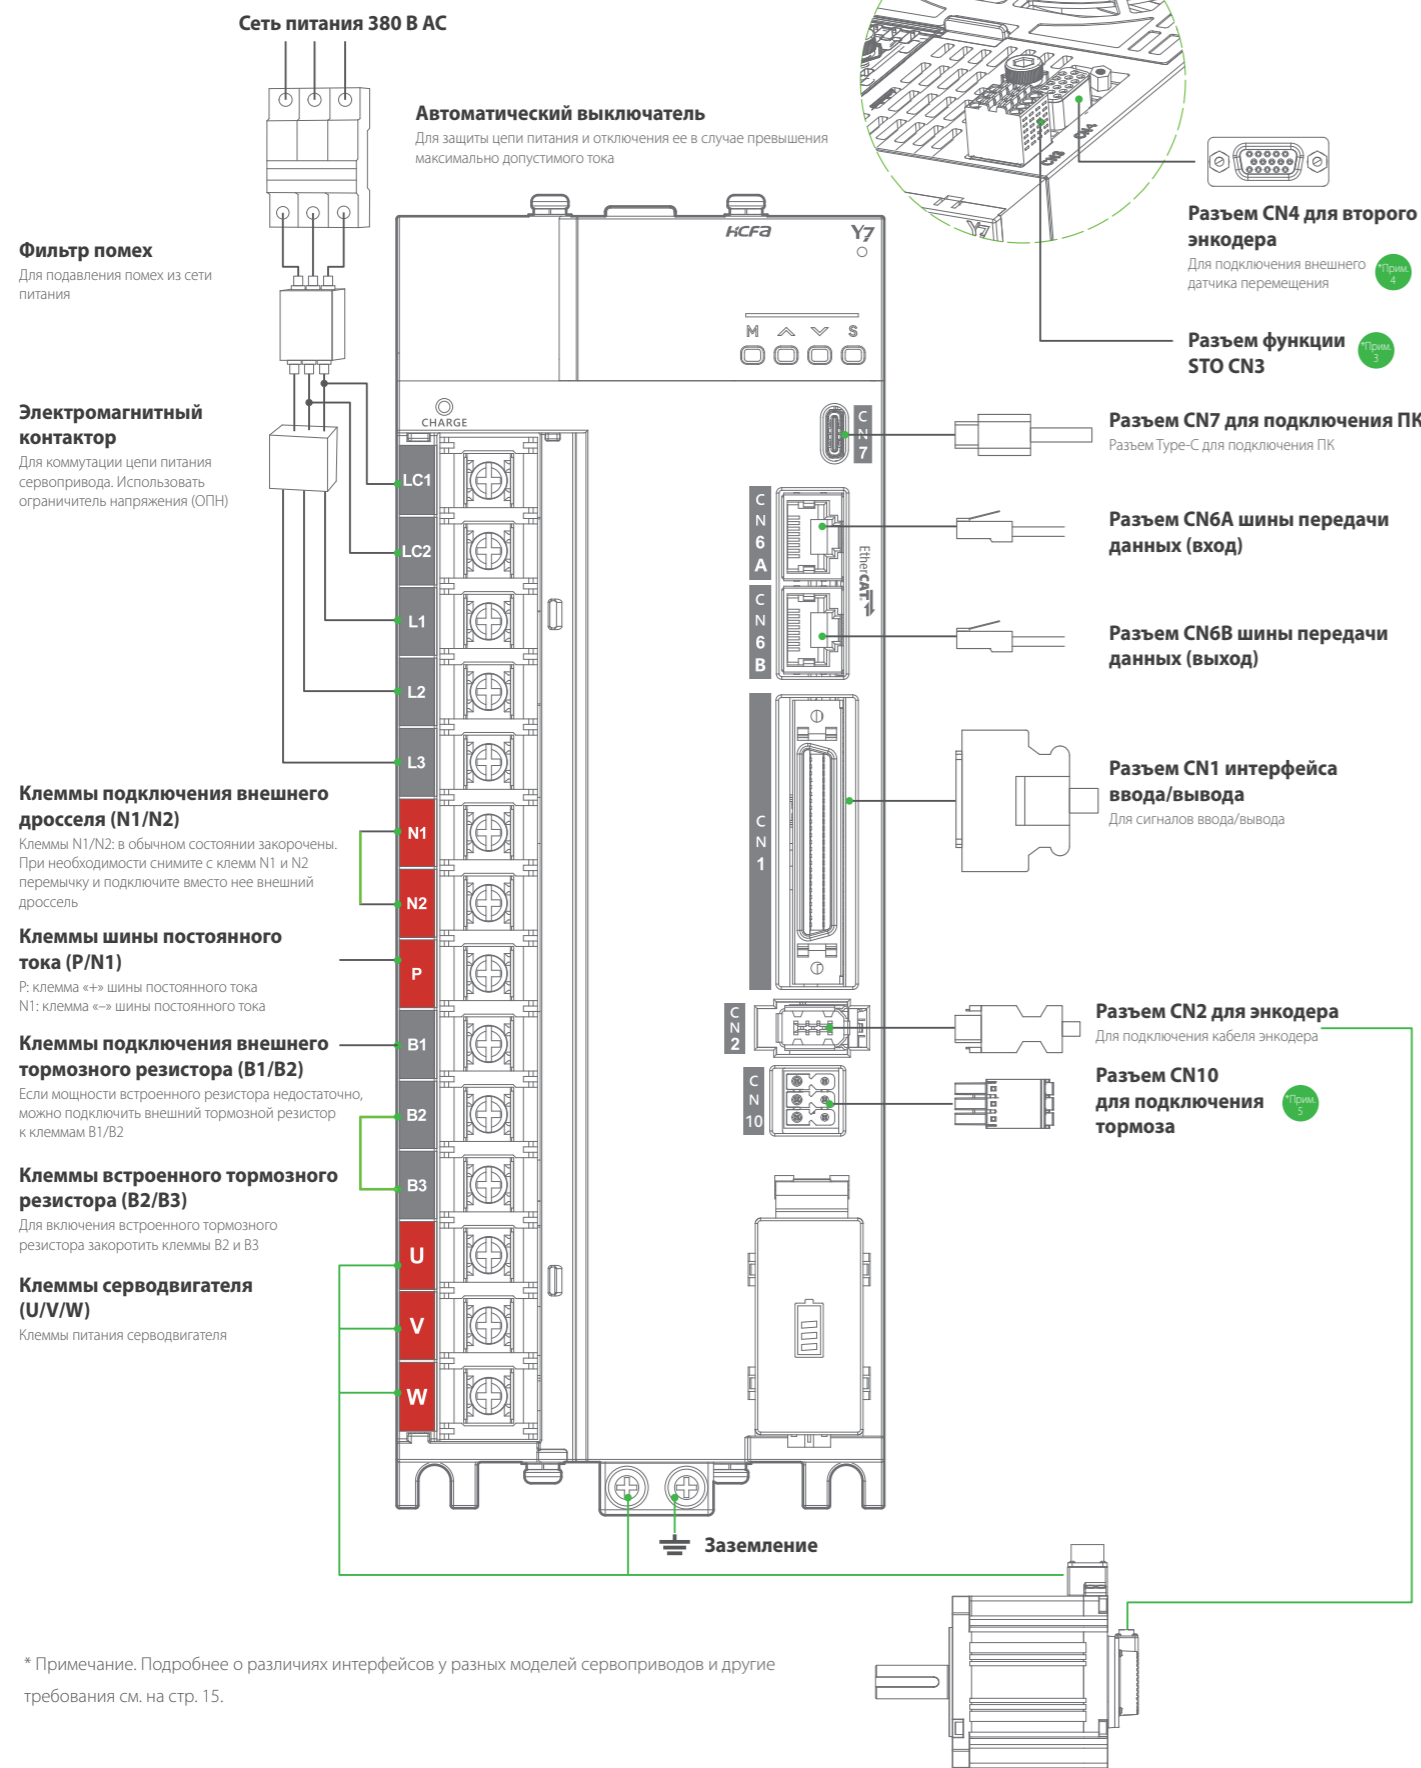 Сеть питания 380 В AC
Автоматический выключатель
Для защиты цепи питания и отключения ее в случае превышения
максимально допустимого тока
Фильтр помех
Для подавления помех из сети
питания
Электромагнитный
контактор
Для коммутации цепи питания
сервопривода. Использовать
ограничитель напряжения (ОПН)
Клеммы подключения внешнего
дросселя (N1/N2)
Клеммы N1/N2: в обычном состоянии закорочены.
При необходимости снимите с клемм N1 и N2
перемычку и подключите вместо нее внешний
дроссель
Клеммы шины постоянного
тока (P/N1)
P: клемма «+» шины постоянного тока
N1: клемма «–» шины постоянного тока
Клеммы подключения внешнего
тормозного резистора (B1/B2)
Если мощности встроенного резистора недостаточно,
можно подключить внешний тормозной резистор
к клеммам B1/B2
Клеммы встроенного тормозного
резистора (B2/B3)
Для включения встроенного тормозного
резистора закоротить клеммы B2 и B3
Клеммы серводвигателя
(U/V/W)
Клеммы питания серводвигателя
HCFA
Y7
M
S
CHARGE
LC1
LC2
L1
L2
L3
N1
N2
P
B1
B2
B3
U
V
W
CN7
CN6A
CN6B
EtherCAT
CN1
CN2
CN10
CN3
CN4
Y7
Разъем CN4 для второго
энкодера
Для подключения внешнего
датчика перемещения
*Прим.
4
Разъем функции
STO CN3
*Прим.
3
Разъем CN7 для подключения ПК
Разъем Type-C для подключения ПК
Разъем CN6A шины передачи
данных (вход)
Разъем CN6B шины передачи
данных (выход)
Разъем CN1 интерфейса
ввода/вывода
Для сигналов ввода/вывода
Разъем CN2 для энкодера
Для подключения кабеля энкодера
Разъем CN10
для подключения
тормоза
*Прим.
5
Заземление
* Примечание. Подробнее о различиях интерфейсов у разных моделей сервоприводов и другие
требования см. на стр. 15.